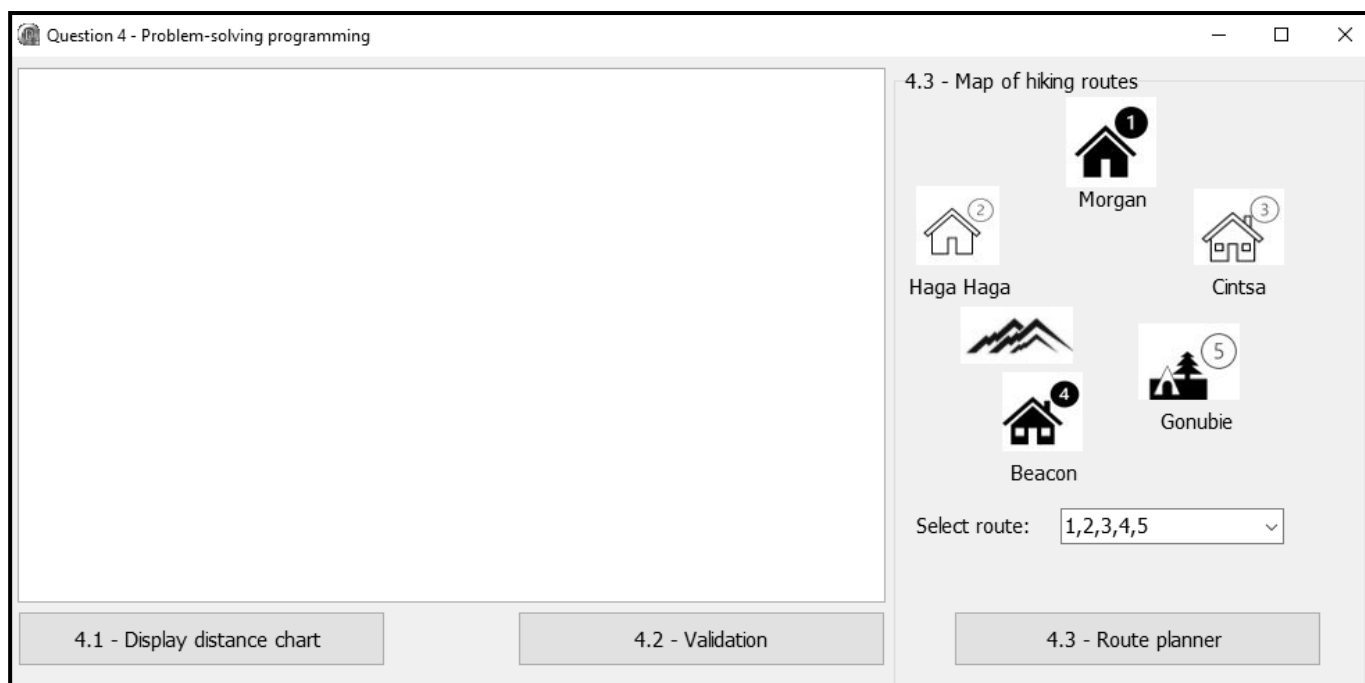 Question 4 - Problem-solving programming
4.3 - Map of hiking routes
1
Morgan
2
3
Haga Haga
Cintsa
5
4
Gonubie
Beacon
Select route: 1,2,3,4,5
4.1 - Display distance chart
4.2 - Validation
4.3 - Route planner